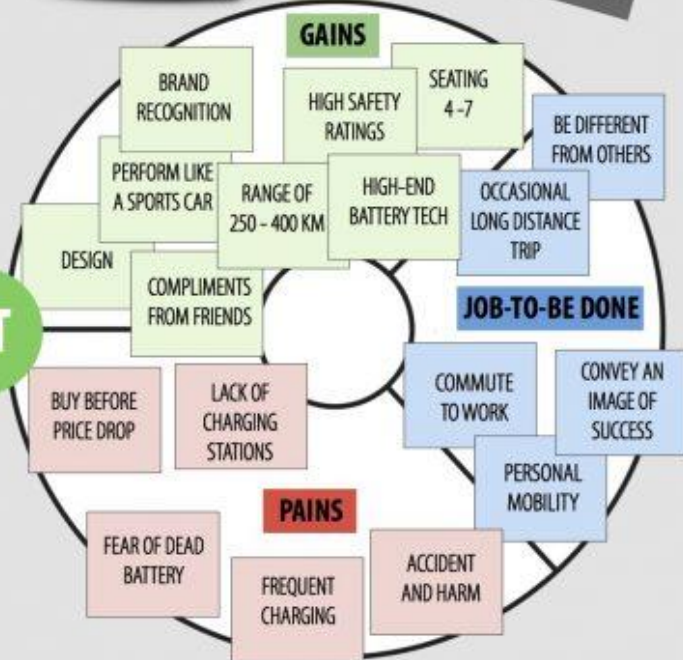 GAINS
BRAND
RECOGNITION
HIGH SAFETY
RATINGS
SEATING
4 -7
PERFORM LIKE
A SPORTS CAR
RANGE OF
250 – 400 KM
HIGH-END
BATTERY TECH
DESIGN
COMPLIMENTS
FROM FRIENDS
BE DIFFERENT
FROM OTHERS
OCCASIONAL
LONG DISTANCE
TRIP
JOB-TO-BE DONE
COMMUTE
TO WORK
CONVEY AN
IMAGE OF
SUCCESS
PERSONAL
MOBILITY
T
BUY BEFORE
PRICE DROP
LACK OF
CHARGING
STATIONS
PAINS
FEAR OF DEAD
BATTERY
FREQUENT
CHARGING
ACCIDENT
AND HARM